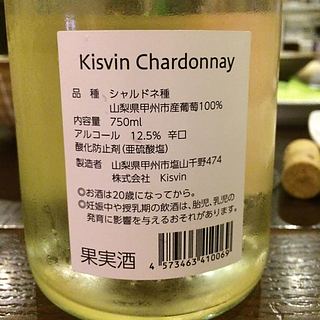 Kisvin Chardonnay
品 種 シャルドネ種
山梨県甲州市産葡萄100%
内容量 750ml
アルコール 12.5% 辛口
酸化防止剤(亜硫酸塩)
製造者 山梨県甲州市塩山千野474
株式会社 Kisvin
◎お酒は20歳になってから。
◎妊娠中や授乳期の飲酒は、胎児、乳児の
発育に影響を与えるおそれがあります。
果実酒
4 573463 410069